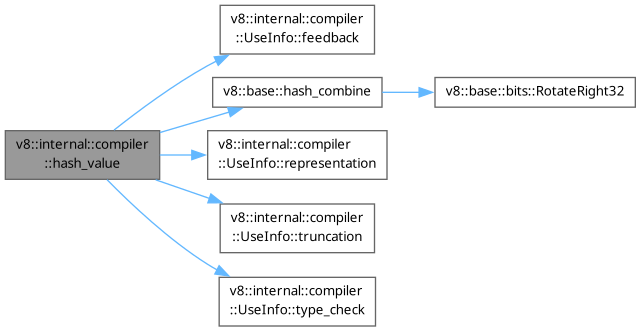 v8::internal::compiler
::UseInfo::feedback
v8::base::hash_combine
v8::base::bits::RotateRight32
v8::internal::compiler
::hash_value
v8::internal::compiler
::UseInfo::representation
v8::internal::compiler
::UseInfo::truncation
v8::internal::compiler
::UseInfo::type_check